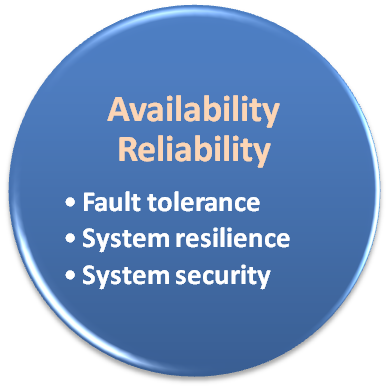 Availability
Reliability
• Fault tolerance
• System resilience
• System security